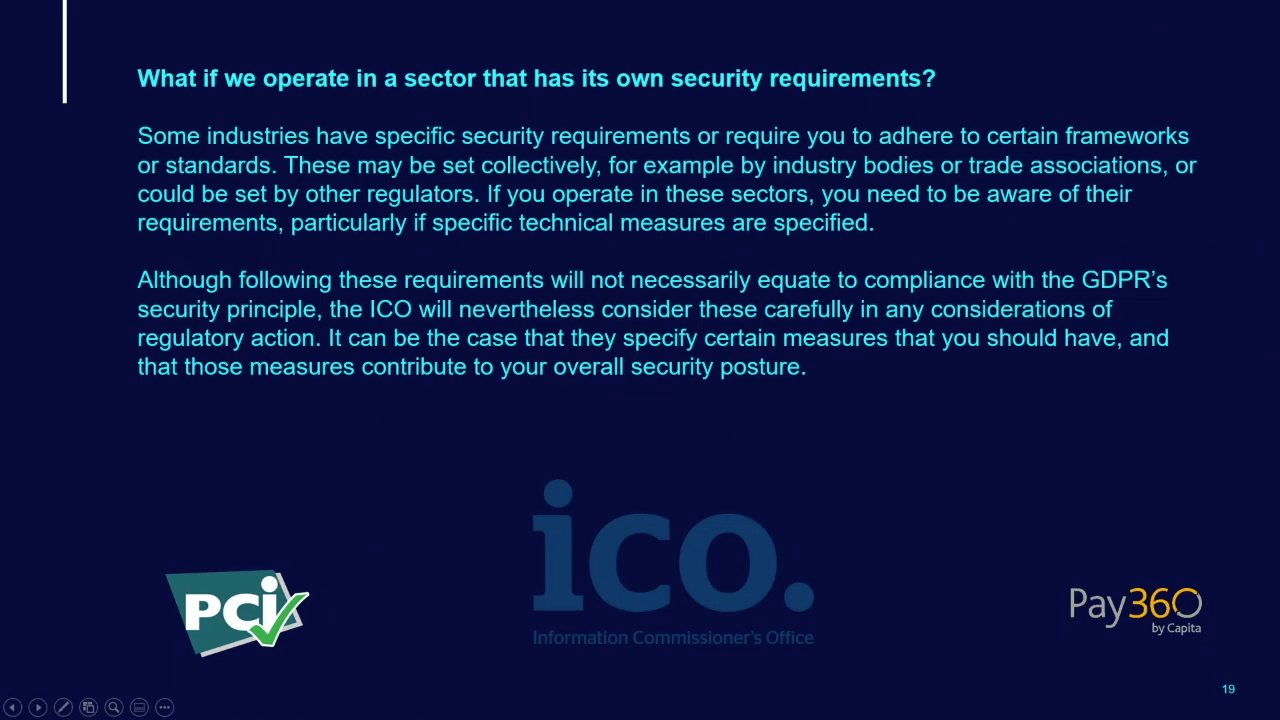 What if we operate in a sector that has its own security requirements?
Some industries have specific security requirements or require you to adhere to certain frameworks
or standards. These may be set collectively, for example by industry bodies or trade associations, or
could be set by other regulators. If you operate in these sectors, you need to be aware of their
requirements, particularly if specific technical measures are specified.
Although following these requirements will not necessarily equate to compliance with the GDPR’s
security principle, the ICO will nevertheless consider these carefully in any considerations of
regulatory action. It can be the case that they specify certain measures that you should have, and
that those measures contribute to your overall security posture.
ico.
Information Commissioner's Office
PCi
Pay360
by Capita
19